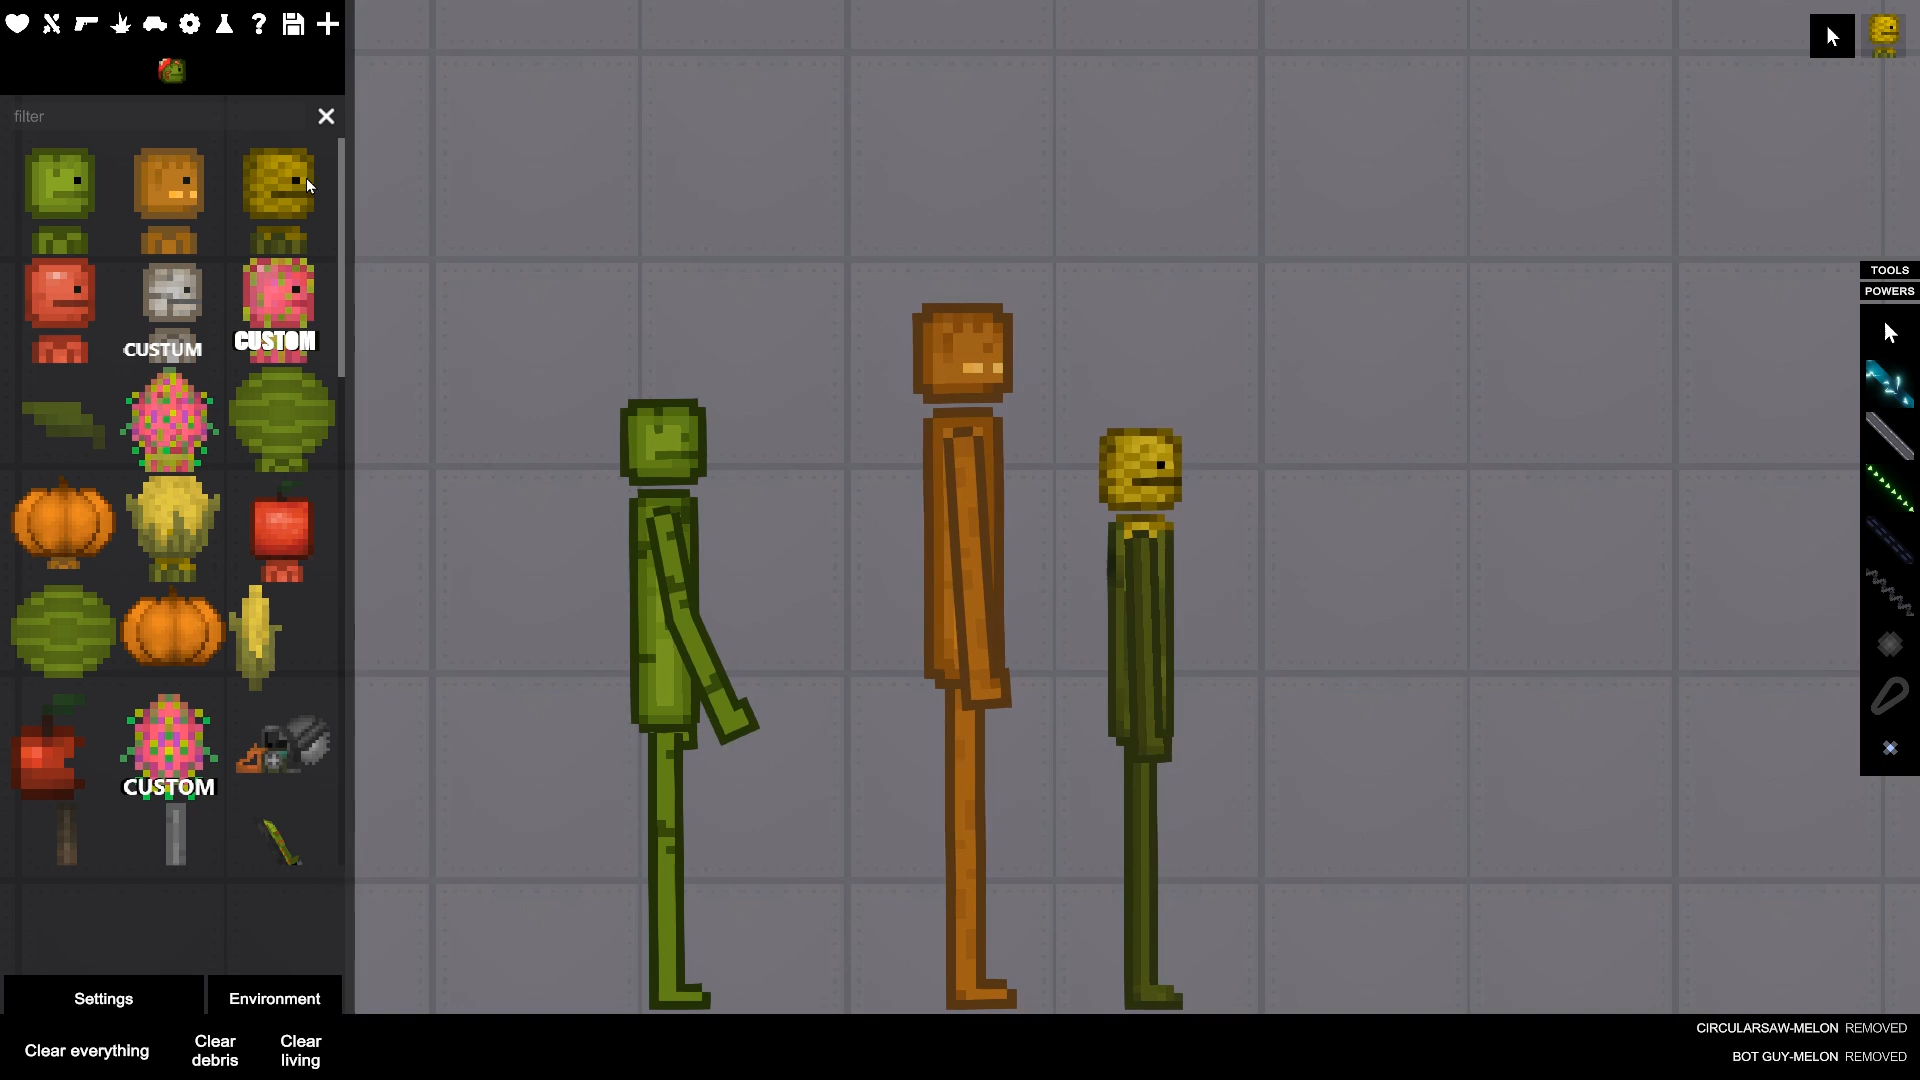 filter
TOOLS
POWERS
CUSTUM
CUSTOM
CUSTOM
Settings
Environment
Clear everything
Clear
debris
Clear
living
CIRCULARSAW-MELON REMOVED
BOT GUY-MELON REMOVED